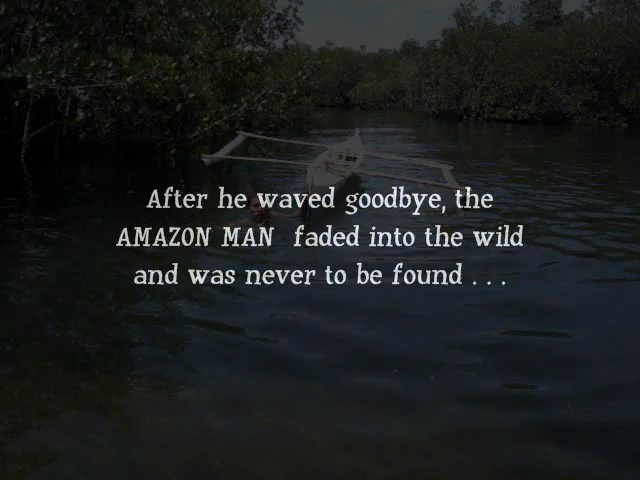 After he waved goodbye, the
AMAZON MAN faded into the wild
and was never to be found . . .